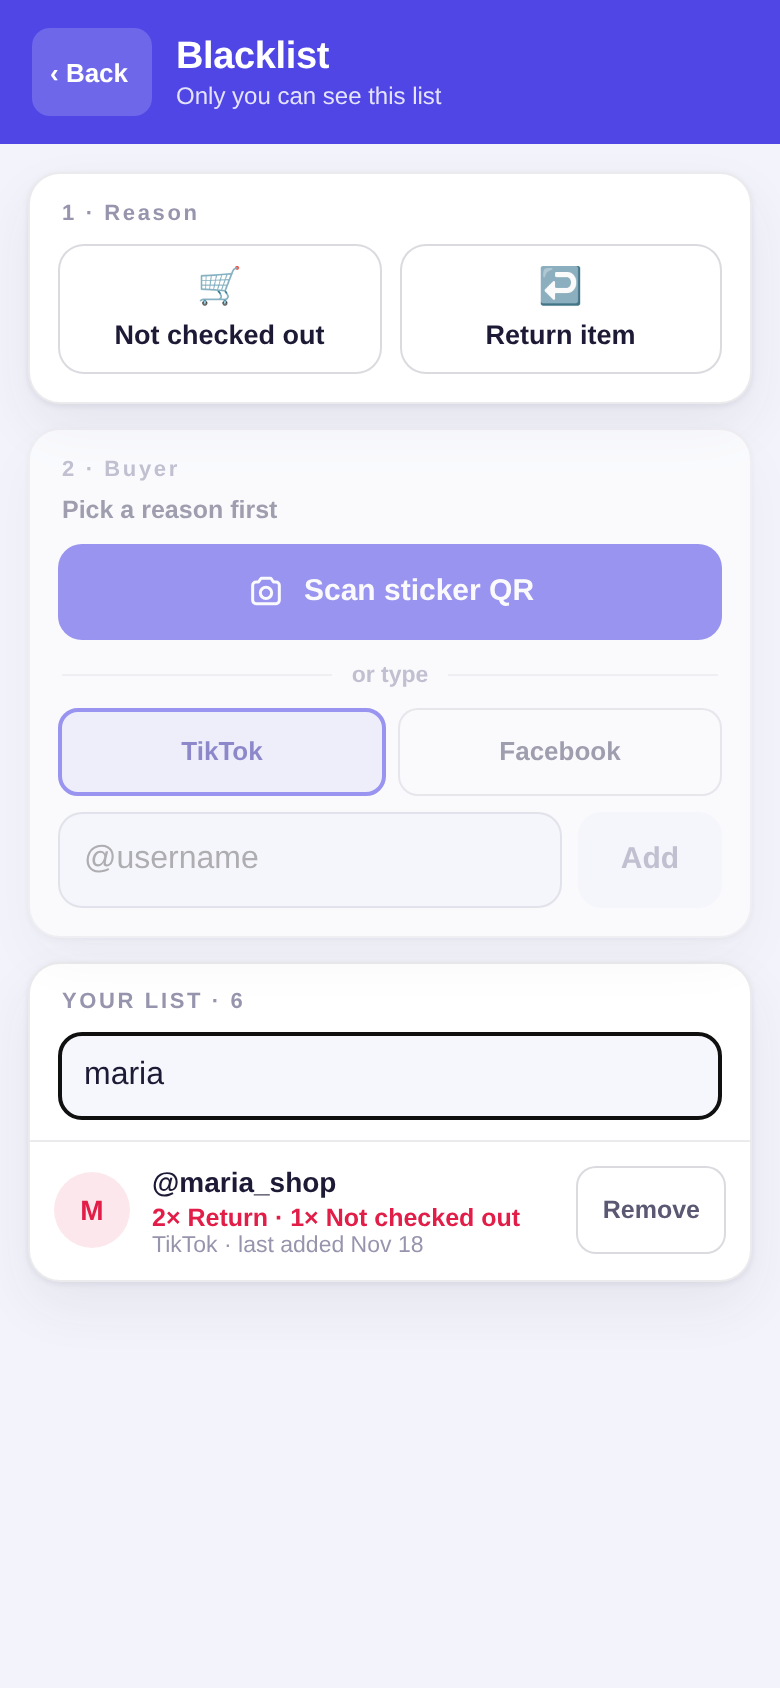 ‹ Back
Blacklist
Only you can see this list
1 · Reason
Not checked out
Return item
2 · Buyer
Pick a reason first
Scan sticker QR
or type
TikTok
Facebook
@username
Add
YOUR LIST · 6
maria
M
@maria_shop
2× Return · 1× Not checked out
TikTok · last added Nov 18
Remove